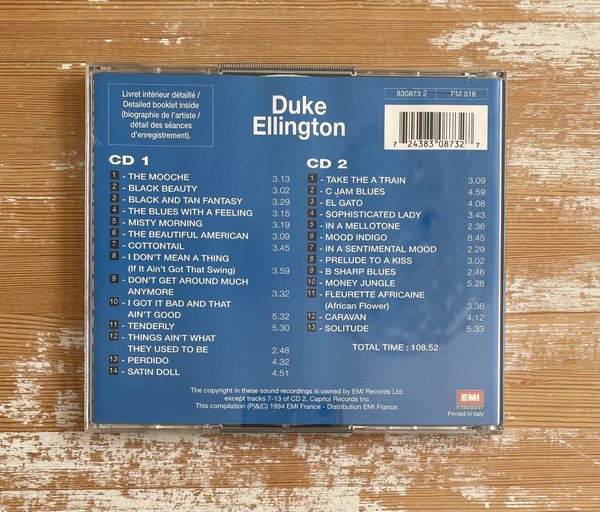 Livret intérieur détaillé /
Detailed booklet inside
(biographie de l'artiste /
détail des séances
d'enregistrement).
Duke
Ellington
830873 2 PM 518
7 24383 08732 7
CD 1
1 - THE MOOCHE 3.13
2 - BLACK BEAUTY 3.02
3 - BLACK AND TAN FANTASY 3.29
4 - THE BLUES WITH A FEELING 3.15
5 - MISTY MORNING 3.19
6 - THE BEAUTIFUL AMERICAN 3.09
7 - COTTONTAIL 3.45
8 - I DON'T MEAN A THING
(If It Ain't Got That Swing) 3.59
9 - DON'T GET AROUND MUCH
ANYMORE 3.32
10 - I GOT IT BAD AND THAT
AIN'T GOOD 5.32
11 - TENDERLY 5.30
12 - THINGS AIN'T WHAT
THEY USED TO BE 2.48
13 - PERDIDO 4.32
14 - SATIN DOLL 4.51
CD 2
1 - TAKE THE A TRAIN 3.09
2 - C JAM BLUES 4.59
3 - EL GATO 4.08
4 - SOPHISTICATED LADY 3.43
5 - IN A MELLOTONE 2.36
6 - MOOD INDIGO 8.45
7 - IN A SENTIMENTAL MOOD 2.29
8 - PRELUDE TO A KISS 3.02
9 - B SHARP BLUES 2.46
10 - MONEY JUNGLE 5.28
11 - FLEURETTE AFRICAINE
(African Flower) 3.36
12 - CARAVAN 4.12
13 - SOLITUDE 5.33
TOTAL TIME : 108.52
The copyright in these sound recordings is owned by EMI Records Ltd.
except tracks 7-13 of CD 2, Capitol Records Inc.
This compilation (P)&(C) 1994 EMI France - Distribution EMI France.
EMI
Printed in Italy